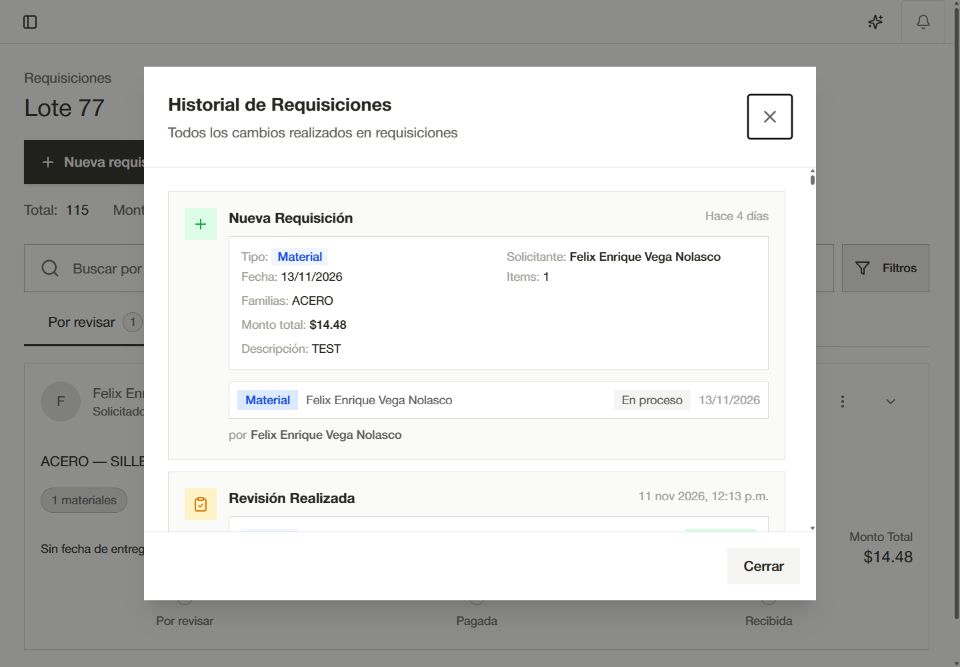 Requisiciones
Lote 77
Nueva requis
Total: 115 Mont
Buscar por
Filtros
Por revisar 1
F
Felix En
Solicitado
ACERO — SILLE
1 materiales
Sin fecha de entreg
Monto Total
$14.48
Por revisar
Pagada
Recibida
Historial de Requisiciones
Todos los cambios realizados en requisiciones
Nueva Requisición
Hace 4 días
Tipo: Material
Solicitante: Felix Enrique Vega Nolasco
Fecha: 13/11/2026
Items: 1
Familias: ACERO
Monto total: $14.48
Descripción: TEST
Material Felix Enrique Vega Nolasco En proceso 13/11/2026
por Felix Enrique Vega Nolasco
Revisión Realizada
11 nov 2026, 12:13 p.m.
Cerrar